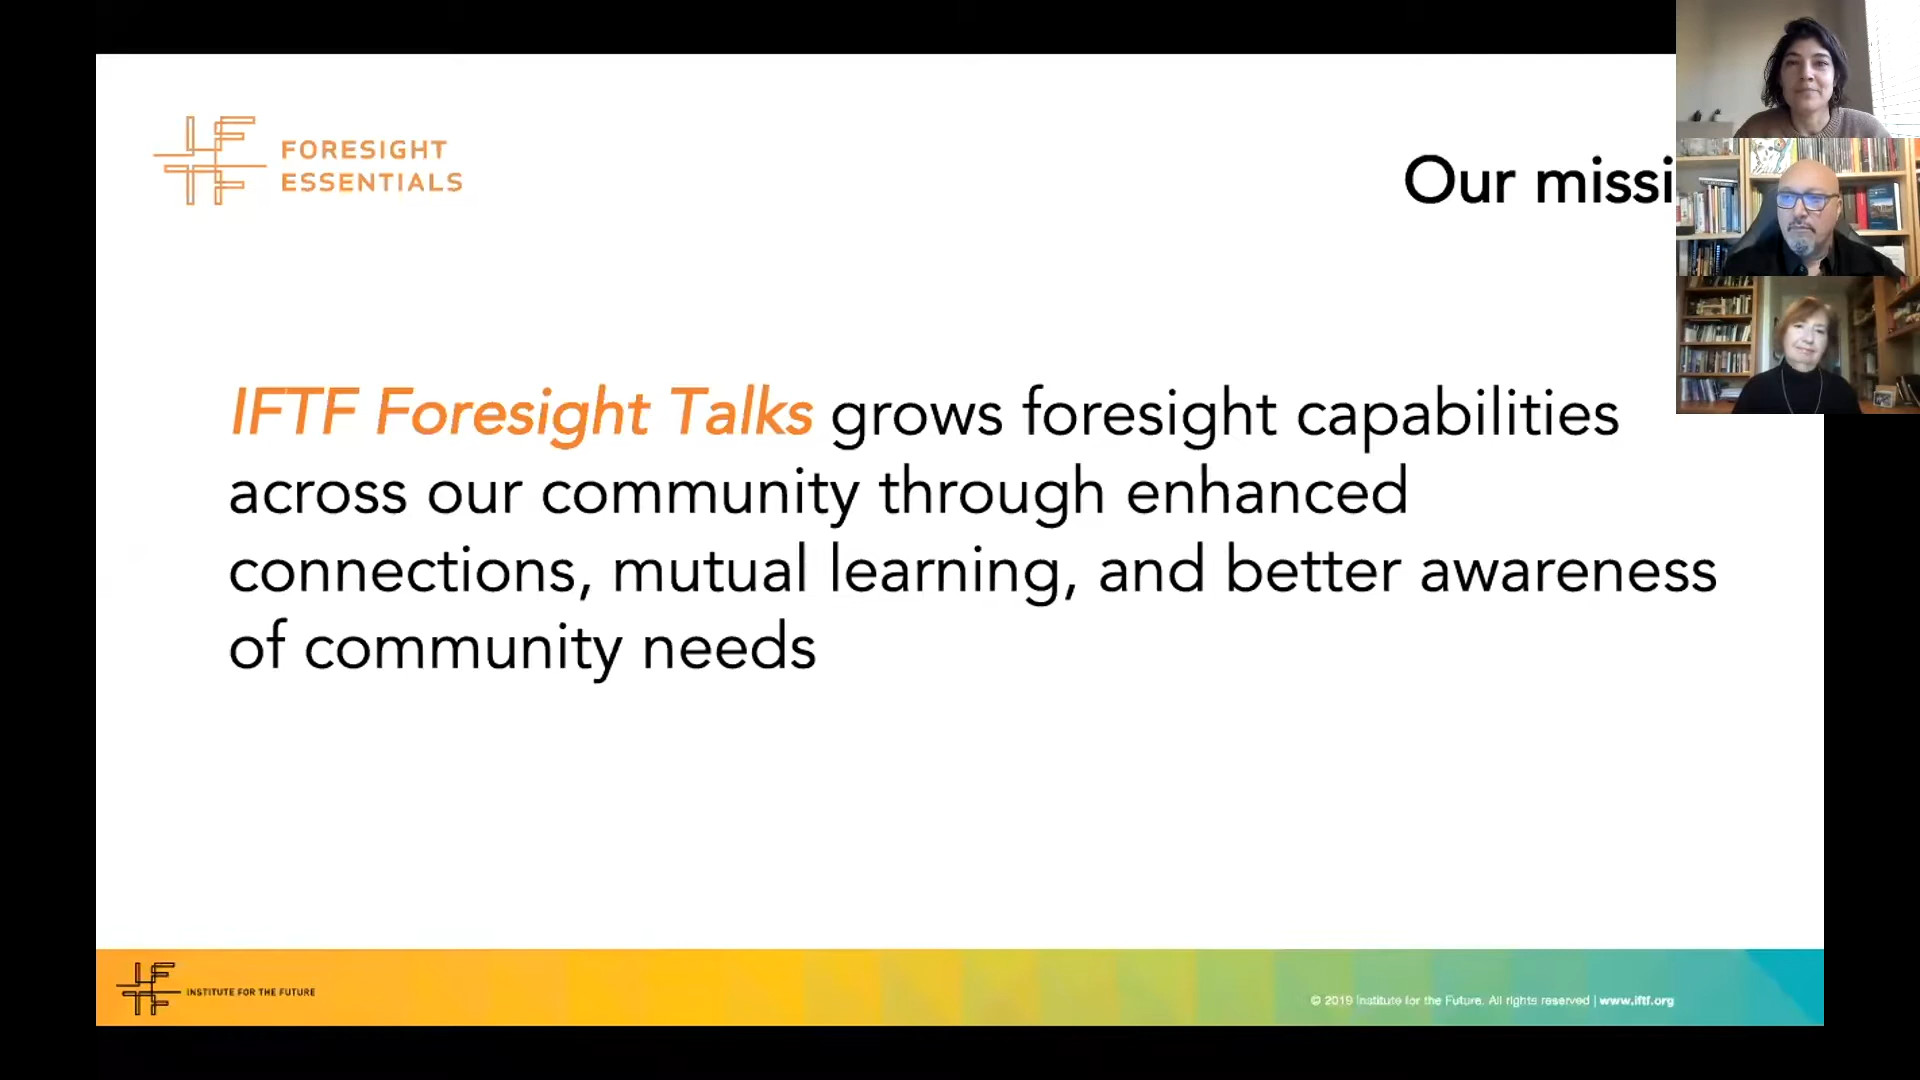 FORESIGHT
ESSENTIALS
Our missi
IFTF Foresight Talks grows foresight capabilities
across our community through enhanced
connections, mutual learning, and better awareness
of community needs
INSTITUTE FOR THE FUTURE
© 2019 Institute for the Future. All rights reserved | www.iftf.org